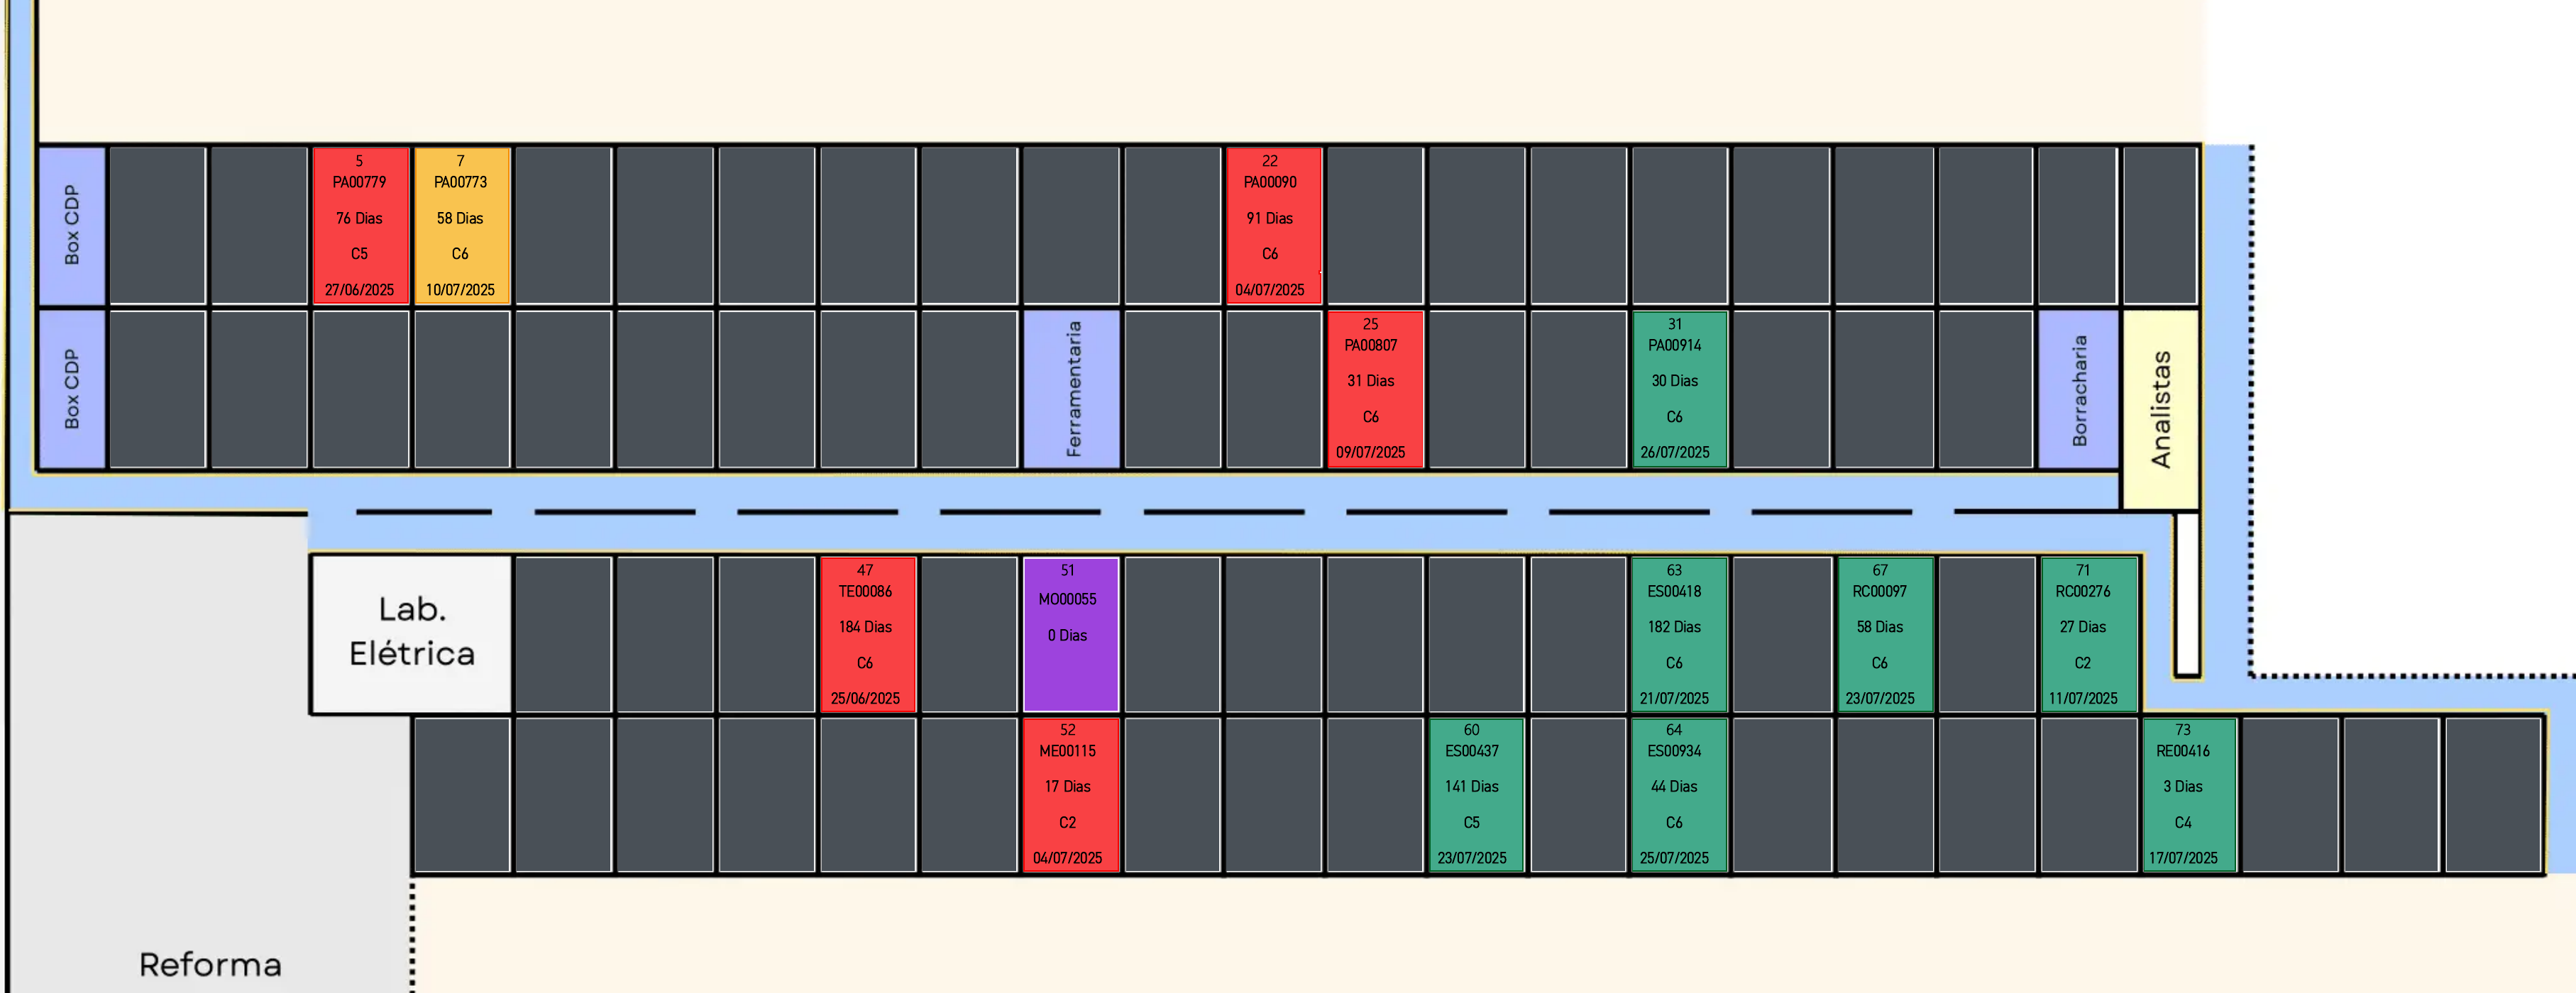 Box CDP
5
PA00779
76 Dias
C5
27/06/2025
7
PA00773
58 Dias
C6
10/07/2025
22
PA00090
91 Dias
C6
04/07/2025
Box CDP
Ferramentaria
25
PA00807
31 Dias
C6
09/07/2025
31
PA00914
30 Dias
C6
26/07/2025
Borracharia
Analistas
Lab.
Elétrica
47
TE00086
184 Dias
C6
25/06/2025
51
MO00055
0 Dias
63
ES00418
182 Dias
C6
21/07/2025
67
RC00097
58 Dias
C6
23/07/2025
71
RC00276
27 Dias
C2
11/07/2025
52
ME00115
17 Dias
C2
04/07/2025
60
ES00437
141 Dias
C5
23/07/2025
64
ES00934
44 Dias
C6
25/07/2025
73
RE00416
3 Dias
C4
17/07/2025
Reforma